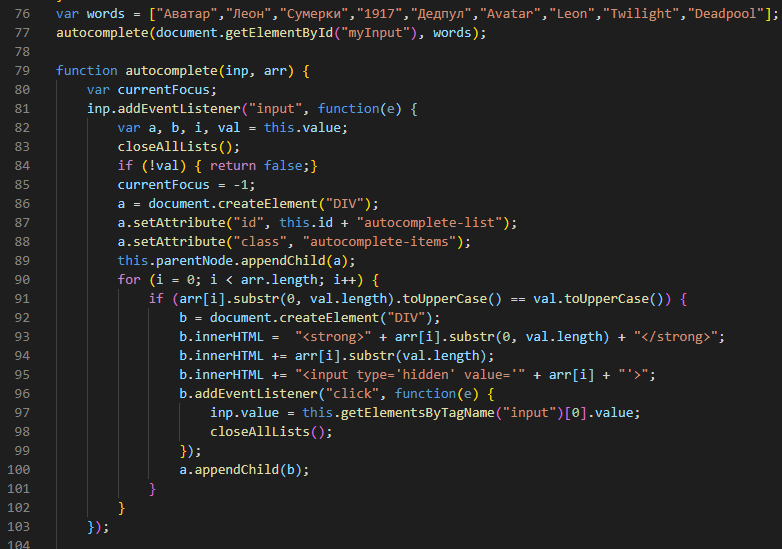 76 var words = ["Аватар","Леон","Сумерки","1917","Дедпул","Avatar","Leon","Twilight","Deadpool"];
77 autocomplete(document.getElementById("myInput"), words);
78
79 function autocomplete(inp, arr) {
80     var currentFocus;
81     inp.addEventListener("input", function(e) {
82         var a, b, i, val = this.value;
83         closeAllLists();
84         if (!val) { return false;}
85         currentFocus = -1;
86         a = document.createElement("DIV");
87         a.setAttribute("id", this.id + "autocomplete-list");
88         a.setAttribute("class", "autocomplete-items");
89         this.parentNode.appendChild(a);
90         for (i = 0; i < arr.length; i++) {
91             if (arr[i].substr(0, val.length).toUpperCase() == val.toUpperCase()) {
92                 b = document.createElement("DIV");
93                 b.innerHTML =  "<strong>" + arr[i].substr(0, val.length) + "</strong>";
94                 b.innerHTML += arr[i].substr(val.length);
95                 b.innerHTML += "<input type='hidden' value='" + arr[i] + "'>";
96                 b.addEventListener("click", function(e) {
97                     inp.value = this.getElementsByTagName("input")[0].value;
98                     closeAllLists();
99                 });
100                 a.appendChild(b);
101             }
102         }
103     });
104